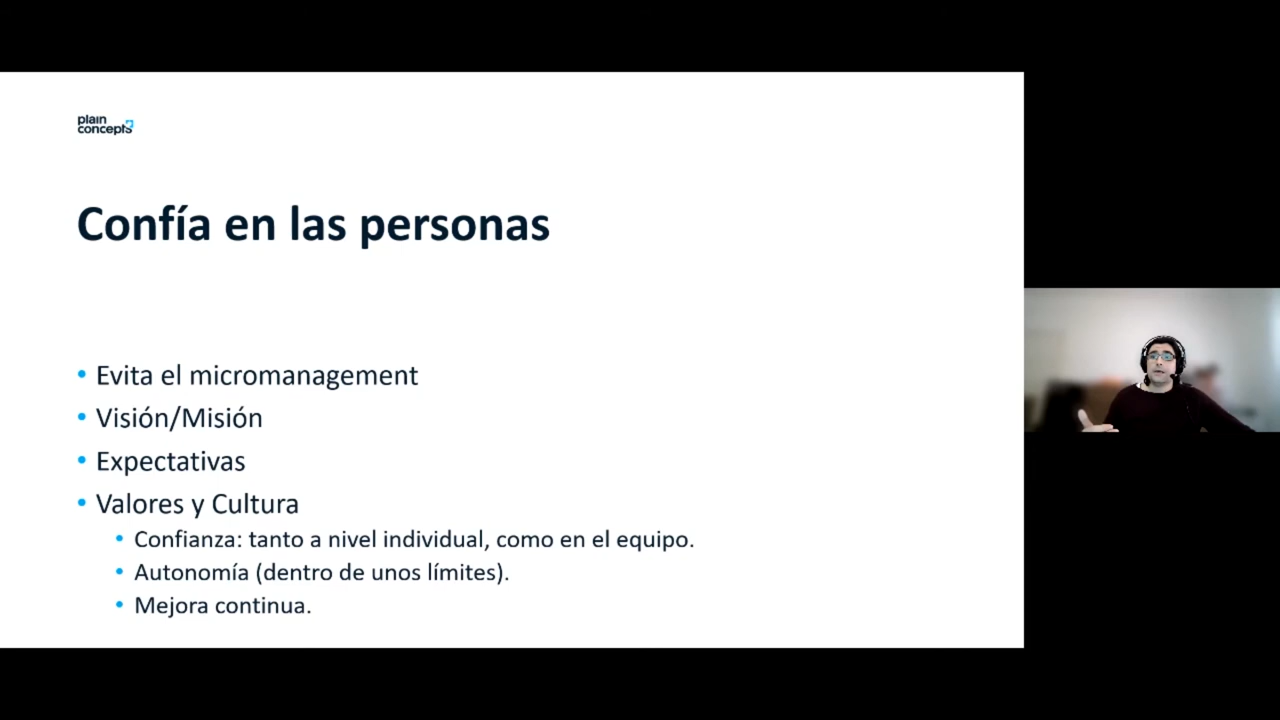 plain
concepts
Confía en las personas
• Evita el micromanagement
• Visión/Misión
• Expectativas
• Valores y Cultura
• Confianza: tanto a nivel individual, como en el equipo.
• Autonomía (dentro de unos límites).
• Mejora continua.